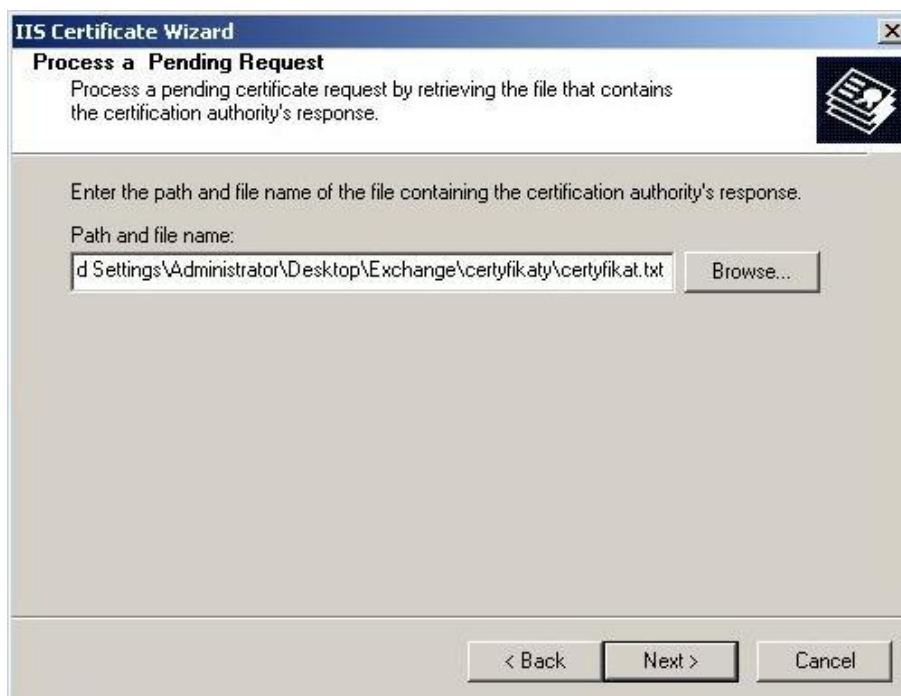 IIS Certificate Wizard
Process a Pending Request
Process a pending certificate request by retrieving the file that contains
the certification authority's response.
Enter the path and file name of the file containing the certification authority's response.
Path and file name:
d Settings\Administrator\Desktop\Exchange\certyfikaty\certyfikat.txt
Browse...
< Back
Next >
Cancel